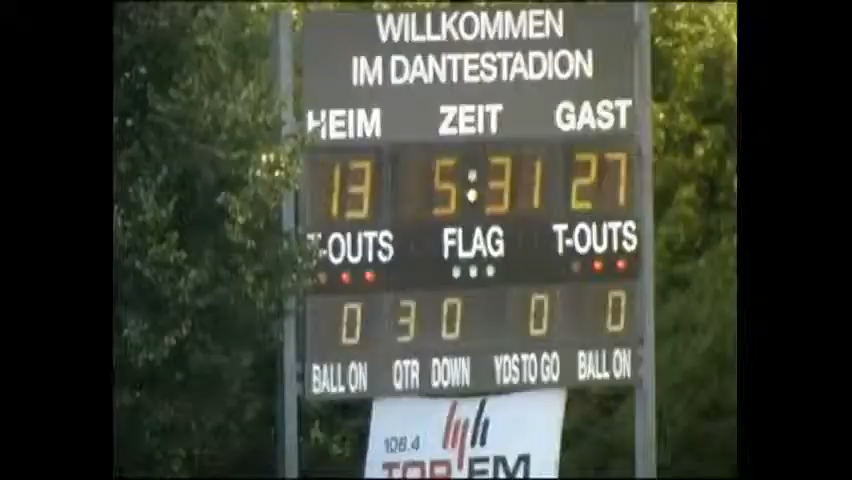 WILLKOMMEN
IM DANTESTADION
HEIM ZEIT GAST
13 5:31 27
T-OUTS FLAG T-OUTS
0 3 0 0 0
BALL ON QTR DOWN YDS TO GO BALL ON
106.4
TOP FM